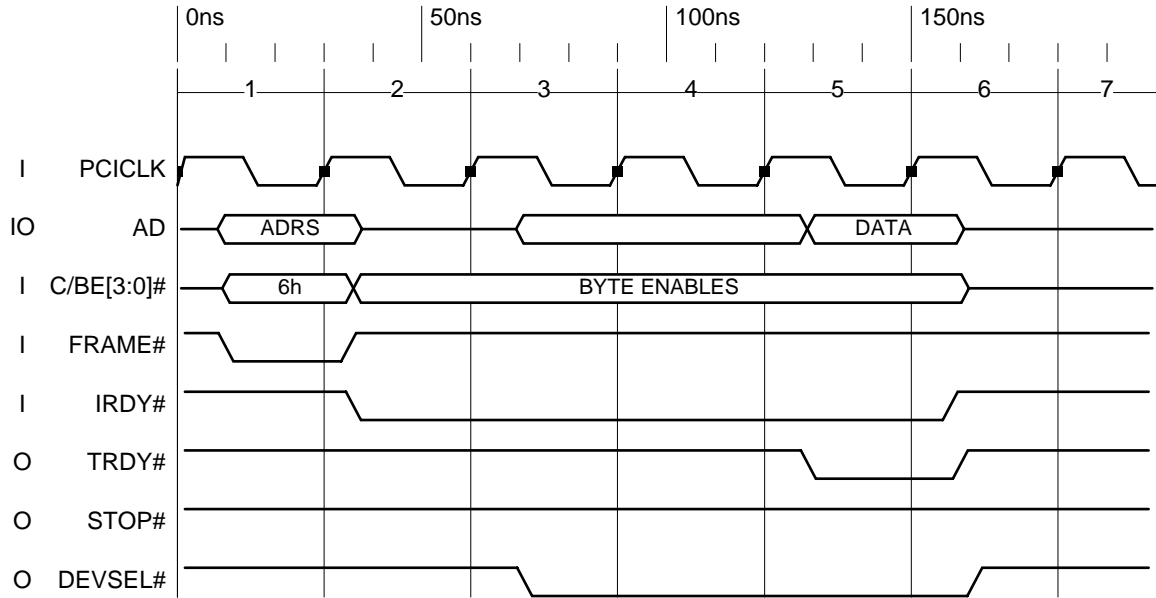 0ns 50ns 100ns 150ns
1 2 3 4 5 6 7
I PCICLK
IO AD ADRS DATA
I C/BE[3:0]# 6h BYTE ENABLES
I FRAME#
I IRDY#
O TRDY#
O STOP#
O DEVSEL#